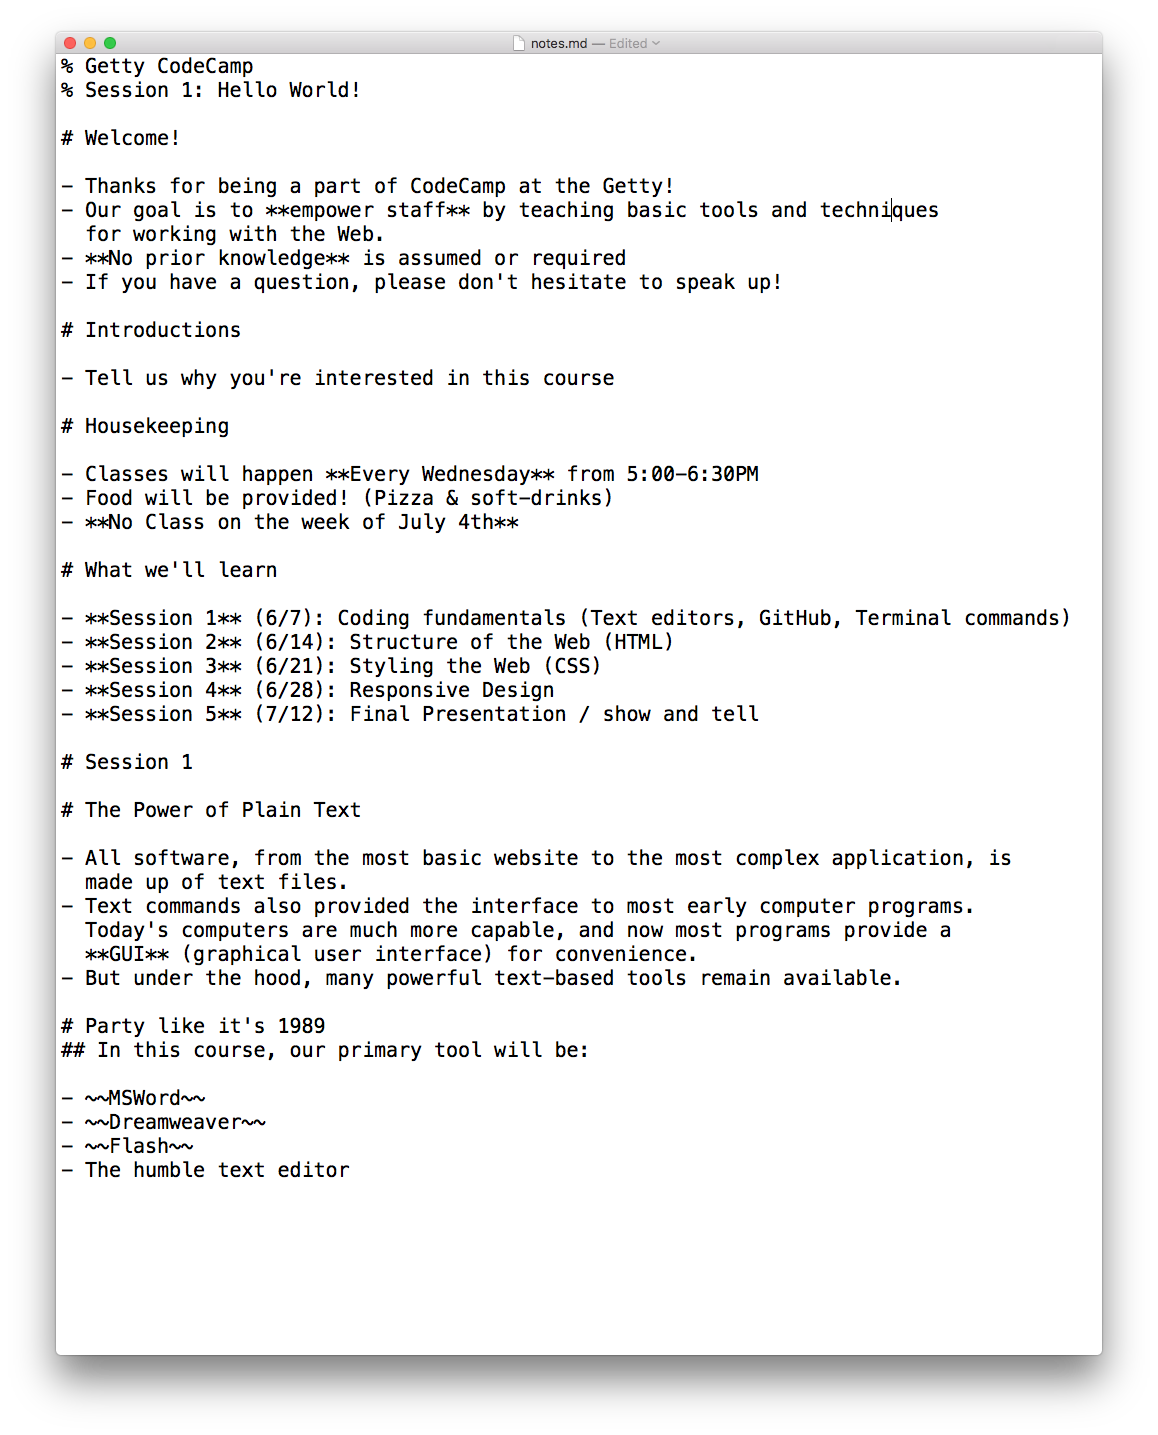 notes.md — Edited
% Getty CodeCamp
% Session 1: Hello World!
# Welcome!
- Thanks for being a part of CodeCamp at the Getty!
- Our goal is to **empower staff** by teaching basic tools and techniques
for working with the Web.
- **No prior knowledge** is assumed or required
- If you have a question, please don't hesitate to speak up!
# Introductions
- Tell us why you're interested in this course
# Housekeeping
- Classes will happen **Every Wednesday** from 5:00-6:30PM
- Food will be provided! (Pizza & soft-drinks)
- **No Class on the week of July 4th**
# What we'll learn
- **Session 1** (6/7): Coding fundamentals (Text editors, GitHub, Terminal commands)
- **Session 2** (6/14): Structure of the Web (HTML)
- **Session 3** (6/21): Styling the Web (CSS)
- **Session 4** (6/28): Responsive Design
- **Session 5** (7/12): Final Presentation / show and tell
# Session 1
# The Power of Plain Text
- All software, from the most basic website to the most complex application, is
made up of text files.
- Text commands also provided the interface to most early computer programs.
Today's computers are much more capable, and now most programs provide a
**GUI** (graphical user interface) for convenience.
- But under the hood, many powerful text-based tools remain available.
# Party like it's 1989
## In this course, our primary tool will be:
- ~~MSWord~~
- ~~Dreamweaver~~
- ~~Flash~~
- The humble text editor